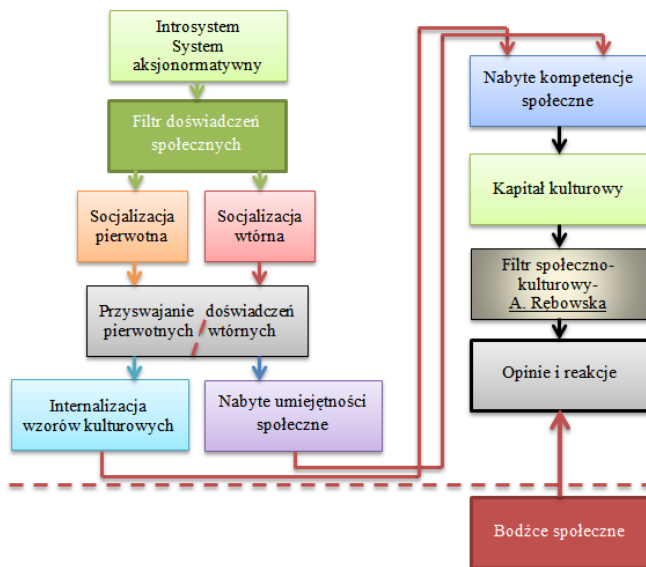 Introsystem
System
aksjonormatywny
Filtr doświadczeń
społecznych
Socjalizacja
pierwotna
Socjalizacja
wtórna
Przyswajanie / doświadczeń
pierwotnych / wtórnych
Internalizacja
wzorów kulturowych
Nabyte umiejętności
społeczne
Nabyte kompetencje
społeczne
Kapitał kulturowy
Filtr społeczno-
kulturowy-
A. Rębowska
Opinie i reakcje
Bodźce społeczne